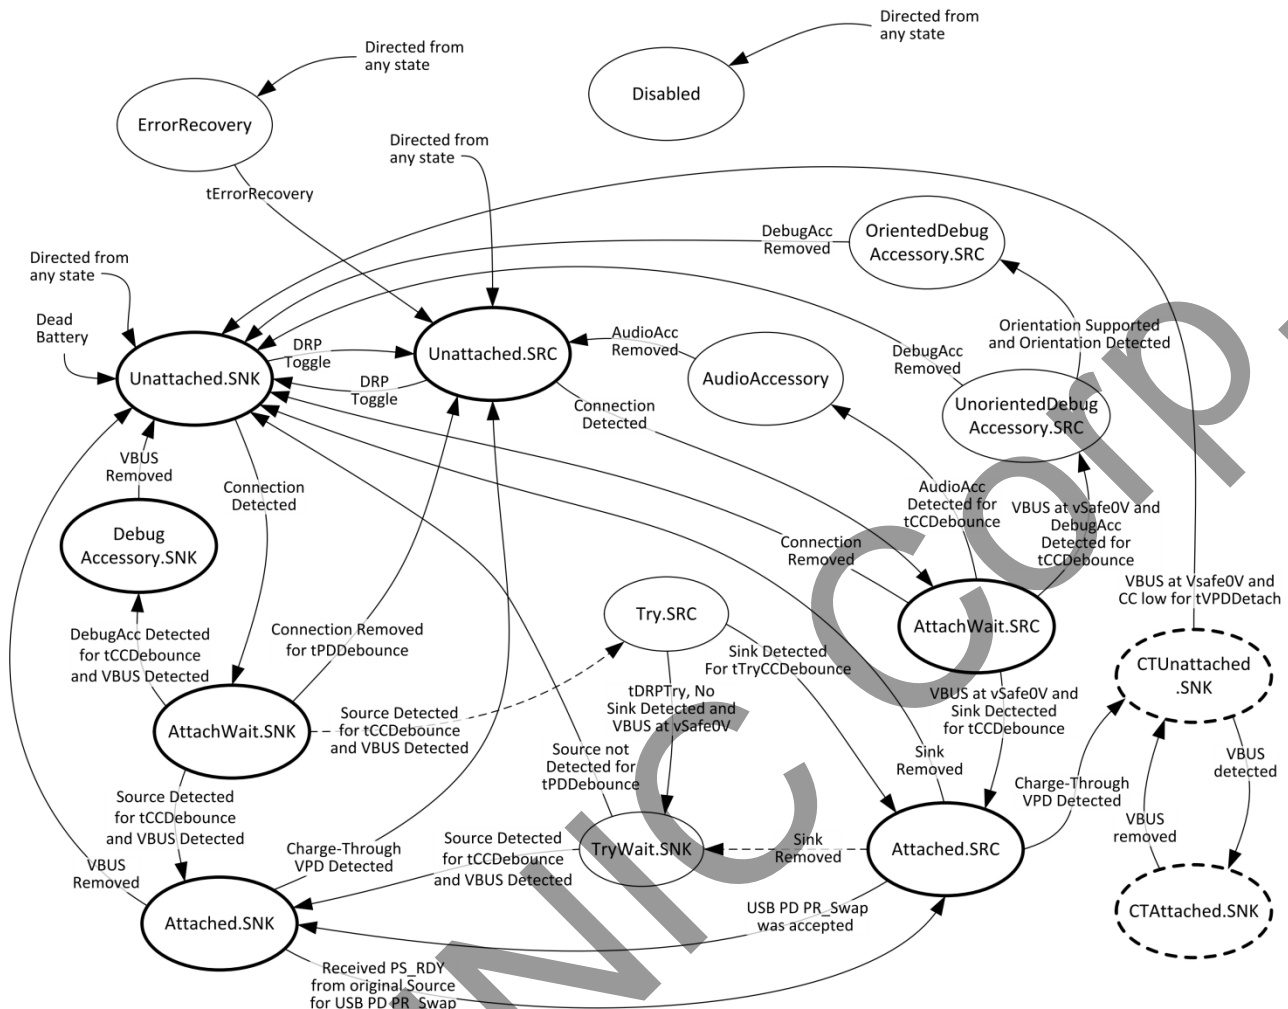 Directed from
any state
Directed from
any state
Disabled
ErrorRecovery
Directed from
any state
tErrorRecovery
OrientedDebug
Accessory.SRC
DebugAcc
Removed
Directed from
any state
Dead
Battery
Orientation Supported
and Orientation Detected
AudioAcc
Removed
DRP
Toggle
Unattached.SRC
DebugAcc
Removed
Unattached.SNK
AudioAccessory
DRP
Toggle
UnorientedDebug
Accessory.SRC
Connection
Detected
VBUS
Removed
Connection
Detected
AudioAcc
Detected for
tCCDebounce
VBUS at vSafe0V and
DebugAcc
Detected for
tCCDebounce
Debug
Accessory.SNK
Connection
Removed
VBUS at Vsafe0V and
CC low for tVPDDetach
Try.SRC
AttachWait.SRC
DebugAcc Detected
for tCCDebounce
and VBUS Detected
Connection Removed
for tPDDebounce
Sink Detected
For tTryCCDebounce
CTUnattached
.SNK
tDRPTry, No
Sink Detected and
VBUS at vSafe0V
VBUS at vSafe0V and
Sink Dectected
for tCCDebounce
AttachWait.SNK
Source Detected
for tCCDebounce
and VBUS Detected
Source not
Detected for
tPDDebounce
Sink
Removed
VBUS
detected
Charge-Through
VPD Detected
Source Detected
for tCCDebounce
and VBUS Detected
VBUS
removed
Source Detected
for tCCDebounce
and VBUS Detected
Charge-Through
VPD Detected
TryWait.SNK
Sink
Removed
Attached.SRC
VBUS
Removed
Attached.SNK
USB PD PR_Swap
was accepted
CTAttached.SNK
Received PS_RDY
from original Source
for USB PD PR_Swap
NIC Corp